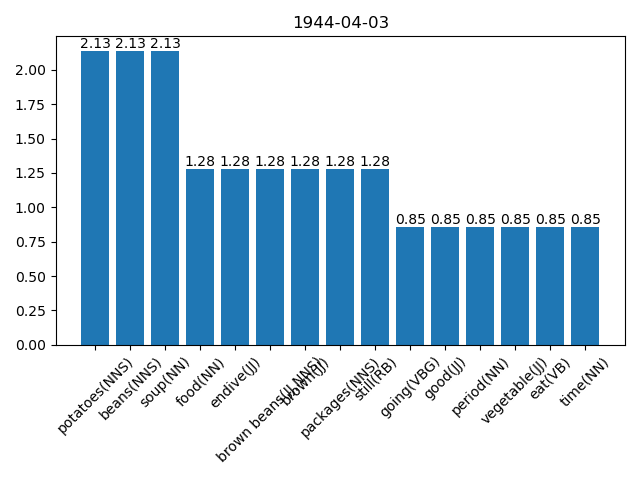 1944-04-03
2.13 2.13 2.13
1.28 1.28 1.28 1.28 1.28 1.28
0.85 0.85 0.85 0.85 0.85 0.85
2.00
1.75
1.50
1.25
1.00
0.75
0.50
0.25
0.00
potatoes(NNS)
beans(NNS)
soup(NN)
food(NN)
endive(JJ)
brown beans(JJ NNS)
brown(JJ)
packages(NNS)
still(RB)
going(VBG)
good(JJ)
period(NN)
vegetable(JJ)
eat(VB)
time(NN)